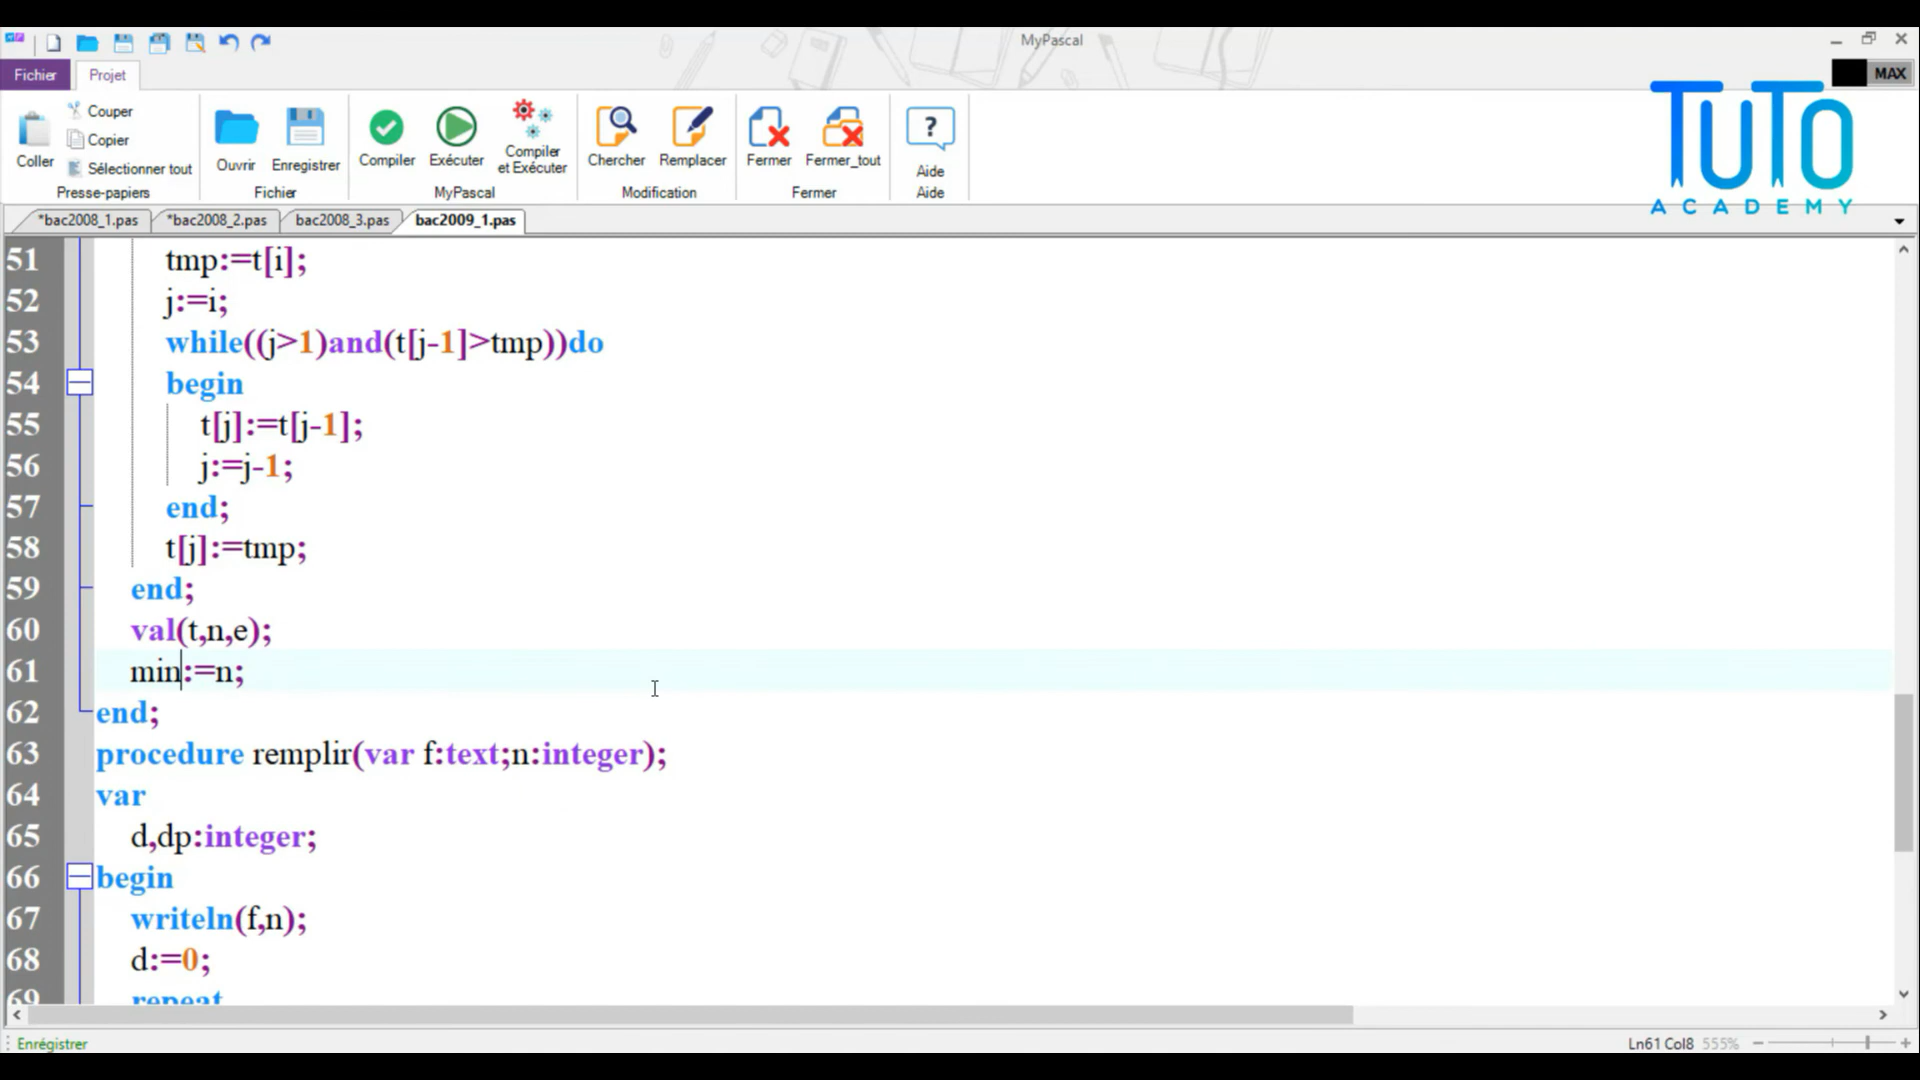 MyPascal
Fichier
Projet
MAX
Coller
Couper
Copier
Sélectionner tout
Presse-papiers
Ouvrir
Enregistrer
Fichier
Compiler
Exécuter
Compiler
et Exécuter
MyPascal
Chercher
Remplacer
Modification
Fermer
Fermer_tout
Fermer
?
Aide
Aide
TUTO
ACADEMY
*bac2008_1.pas
*bac2008_2.pas
bac2008_3.pas
bac2009_1.pas
51 tmp:=t[i];
52 j:=i;
53 while((j>1)and(t[j-1]>tmp))do
54 begin
55 t[j]:=t[j-1];
56 j:=j-1;
57 end;
58 t[j]:=tmp;
59 end;
60 val(t,n,e);
61 min:=n;
62 end;
63 procedure remplir(var f:text;n:integer);
64 var
65 d,dp:integer;
66 begin
67 writeln(f,n);
68 d:=0;
69 repeat
Enrégistrer
Ln61 Col8 555%